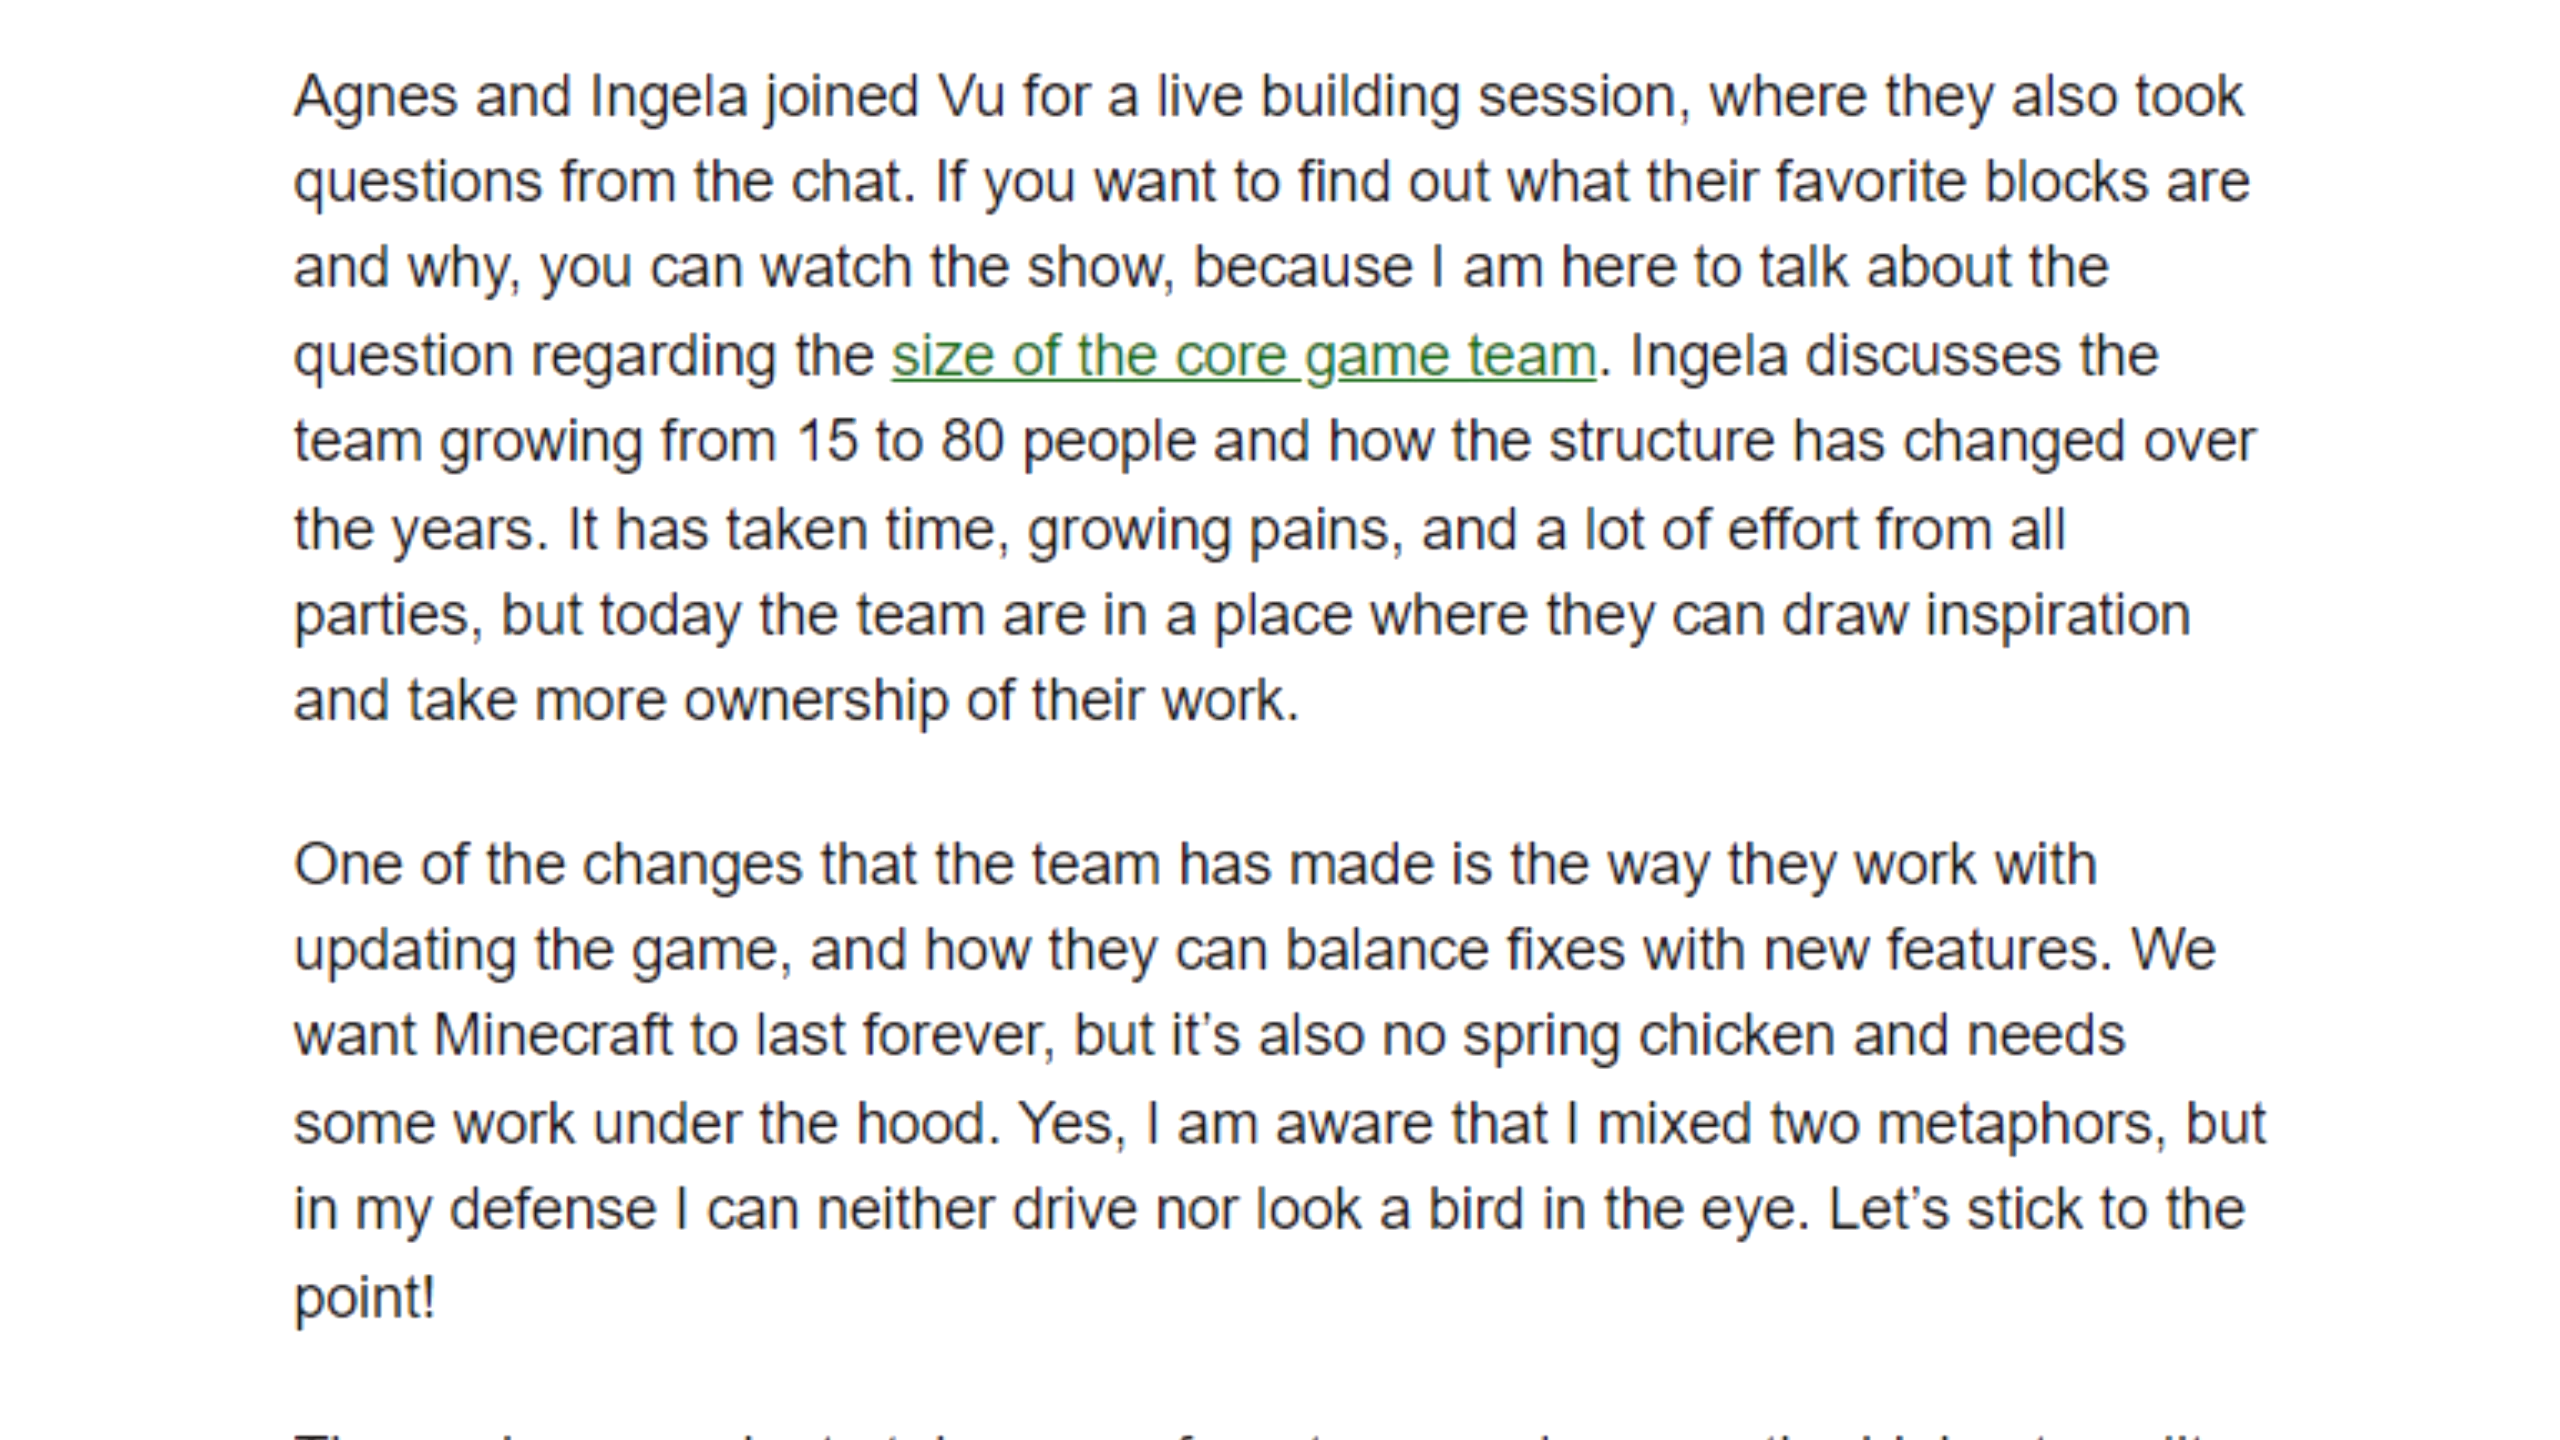 Agnes and Ingela joined Vu for a live building session, where they also took
questions from the chat. If you want to find out what their favorite blocks are
and why, you can watch the show, because I am here to talk about the
question regarding the size of the core game team. Ingela discusses the
team growing from 15 to 80 people and how the structure has changed over
the years. It has taken time, growing pains, and a lot of effort from all
parties, but today the team are in a place where they can draw inspiration
and take more ownership of their work.
One of the changes that the team has made is the way they work with
updating the game, and how they can balance fixes with new features. We
want Minecraft to last forever, but it’s also no spring chicken and needs
some work under the hood. Yes, I am aware that I mixed two metaphors, but
in my defense I can neither drive nor look a bird in the eye. Let’s stick to the
point!